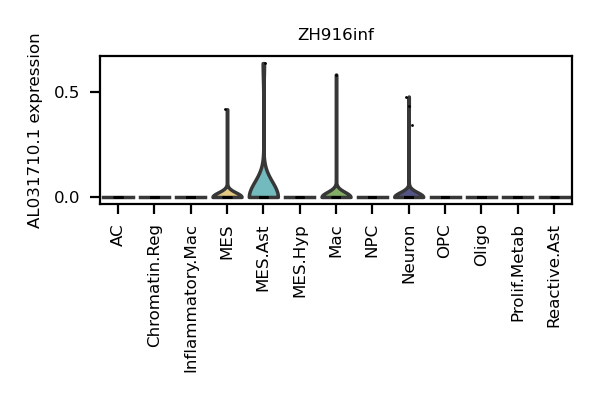 ZH916inf
AL031710.1 expression
0.5
0.0
AC
Chromatin.Reg
Inflammatory.Mac
MES
MES.Ast
MES.Hyp
Mac
NPC
Neuron
OPC
Oligo
Prolif.Metab
Reactive.Ast